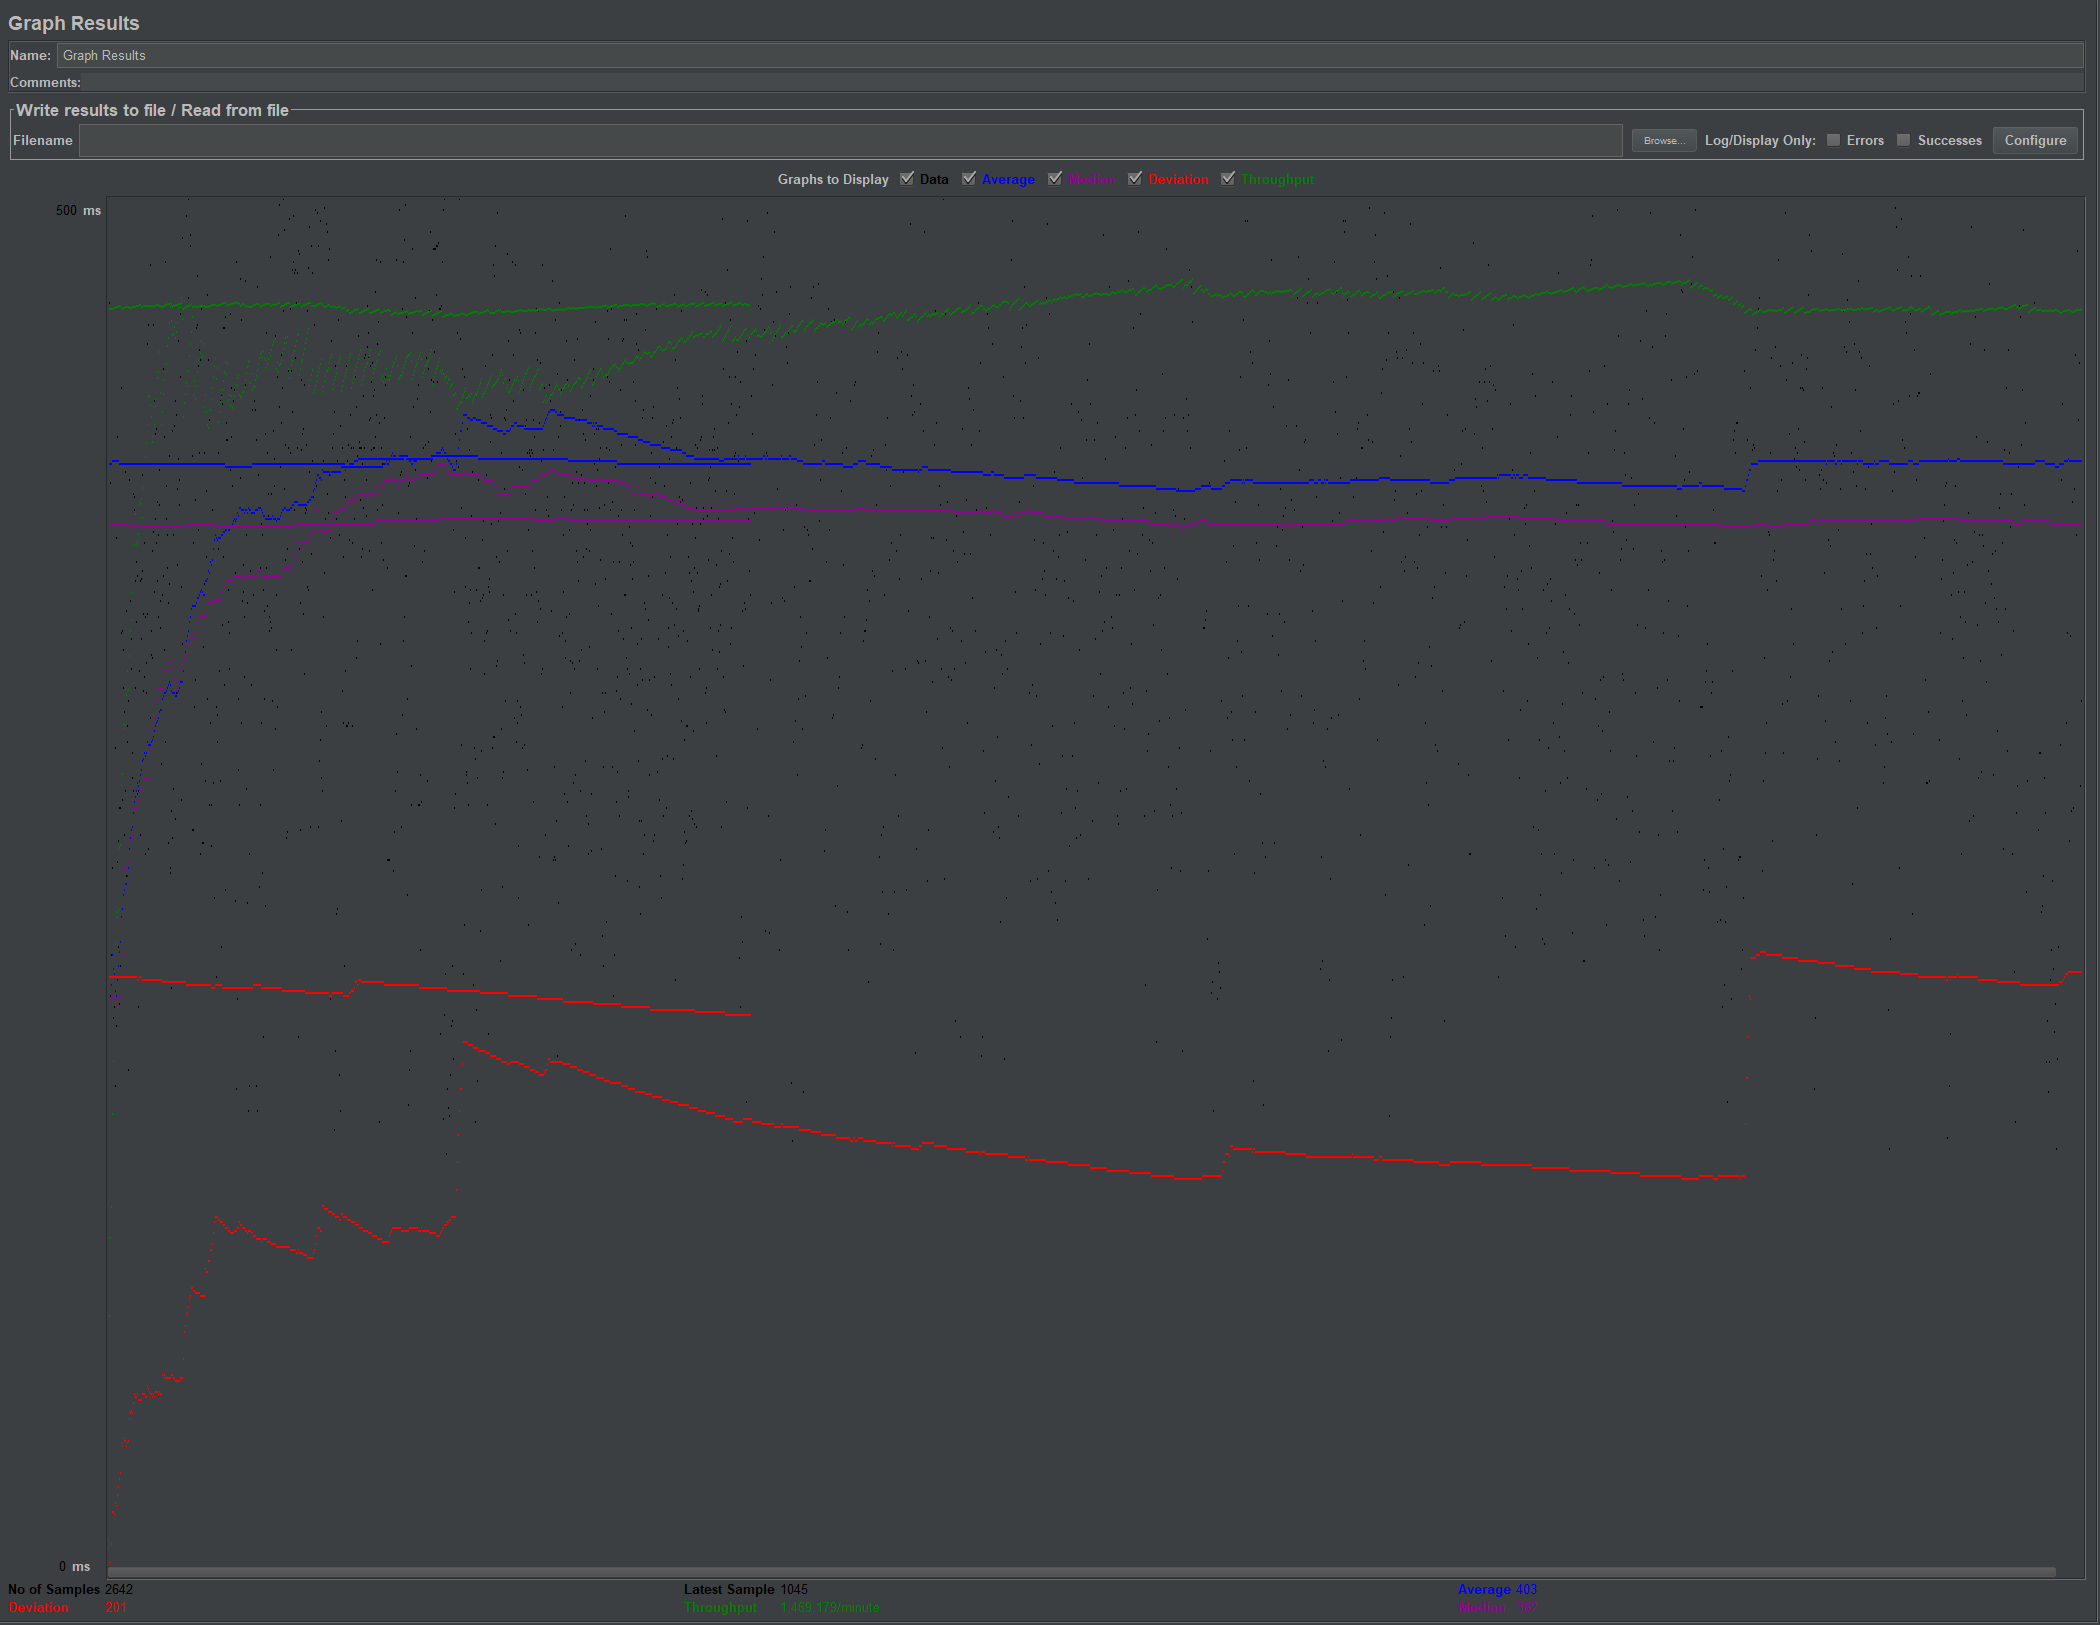 Graph Results
Name: Graph Results
Comments:
Write results to file / Read from file
Filename Browse... Log/Display Only: Errors Successes Configure
Graphs to Display Data Average Median Deviation Throughput
500 ms
0 ms
No of Samples 2642 Latest Sample 1045 Average 403
Deviation 201 Throughput 1,469.179/minute Median